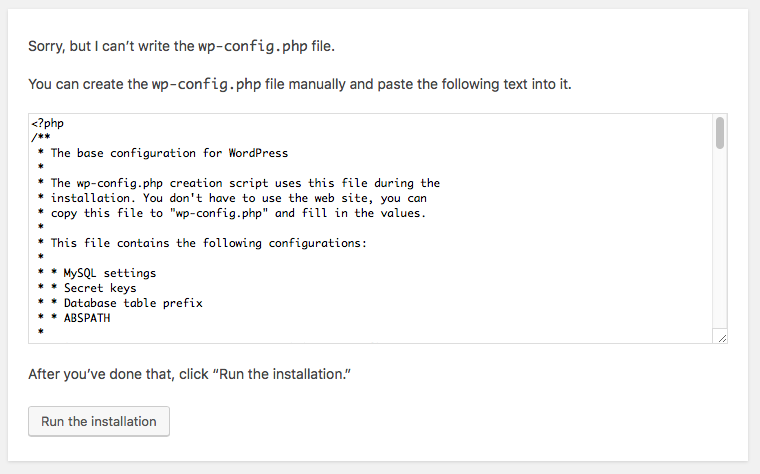 Sorry, but I can’t write the wp-config.php file.
You can create the wp-config.php file manually and paste the following text into it.
<?php
/**
 * The base configuration for WordPress
 *
 * The wp-config.php creation script uses this file during the
 * installation. You don't have to use the web site, you can
 * copy this file to "wp-config.php" and fill in the values.
 *
 * This file contains the following configurations:
 *
 * * MySQL settings
 * * Secret keys
 * * Database table prefix
 * * ABSPATH
 *
After you’ve done that, click “Run the installation.”
Run the installation